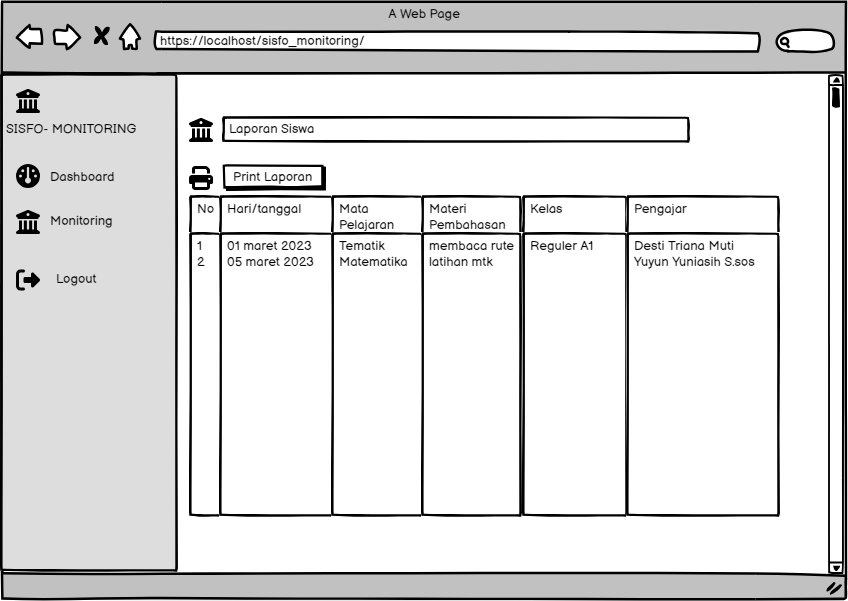 A Web Page
https://localhost/sisfo_monitoring/
SISFO- MONITORING
Dashboard
Monitoring
Logout
Laporan Siswa
Print Laporan
No Hari/tanggal Mata Pelajaran Materi Pembahasan Kelas Pengajar
1 01 maret 2023 Tematik membaca rute Reguler A1 Desti Triana Muti
2 05 maret 2023 Matematika latihan mtk Yuyun Yuniasih S.sos